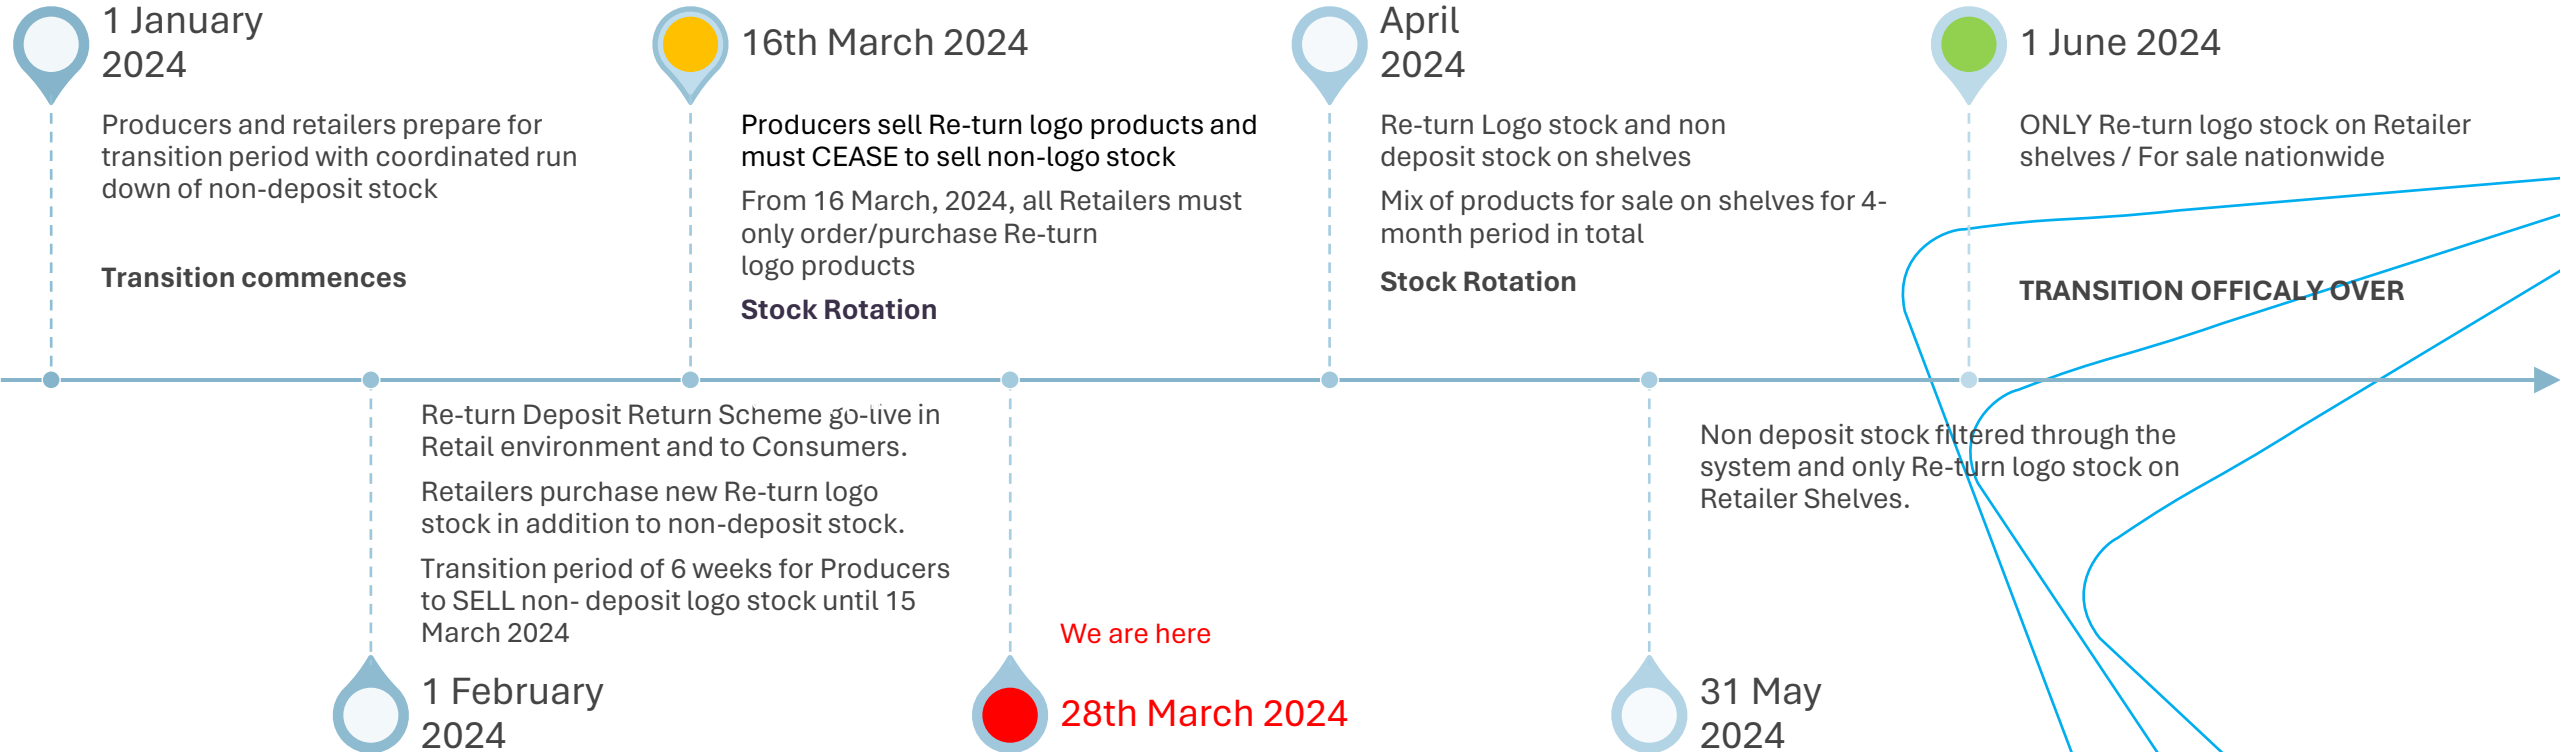 1 January
2024
Producers and retailers prepare for
transition period with coordinated run
down of non-deposit stock
Transition commences
16th March 2024
Producers sell Re-turn logo products and
must CEASE to sell non-logo stock
From 16 March, 2024, all Retailers must
only order/purchase Re-turn
logo products
Stock Rotation
April
2024
Re-turn Logo stock and non
deposit stock on shelves
Mix of products for sale on shelves for 4-
month period in total
Stock Rotation
1 June 2024
ONLY Re-turn logo stock on Retailer
shelves / For sale nationwide
TRANSITION OFFICALY OVER
Re-turn Deposit Return Scheme go-live in
Retail environment and to Consumers.
Retailers purchase new Re-turn logo
stock in addition to non-deposit stock.
Transition period of 6 weeks for Producers
to SELL non- deposit logo stock until 15
March 2024
1 February
2024
We are here
28th March 2024
Non deposit stock filtered through the
system and only Re-turn logo stock on
Retailer Shelves.
31 May
2024